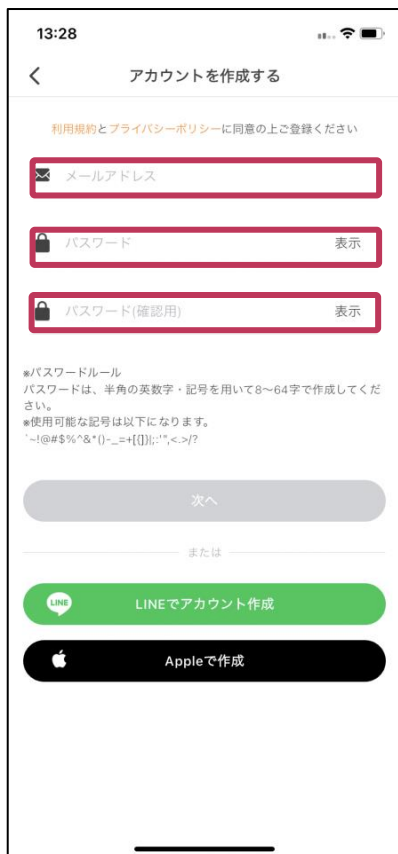 13:28
アカウントを作成する
利用規約とプライバシーポリシーに同意の上ご登録ください
メールアドレス
パスワード 表示
パスワード(確認用) 表示
※パスワードルール
パスワードは、半角の英数字・記号を用いて8〜64字で作成してくだ
さい。
※使用可能な記号は以下になります。
`~!@#$%^&*()-_=+[{]}|;:'",<.>/?
次へ
または
LINE LINEでアカウント作成
Appleで作成